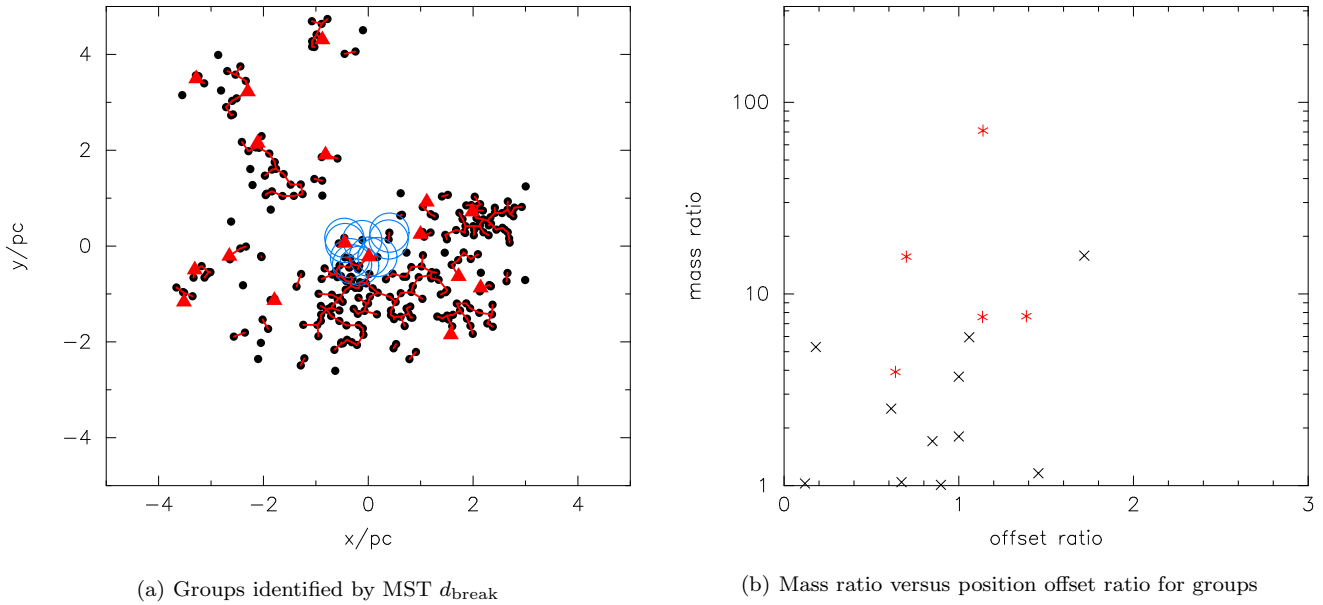 4
2
0
−2
−4
y/pc
−4
−2
0
2
4
x/pc
(a) Groups identified by MST d_break
100
10
1
mass ratio
0
1
2
3
offset ratio
(b) Mass ratio versus position offset ratio for groups